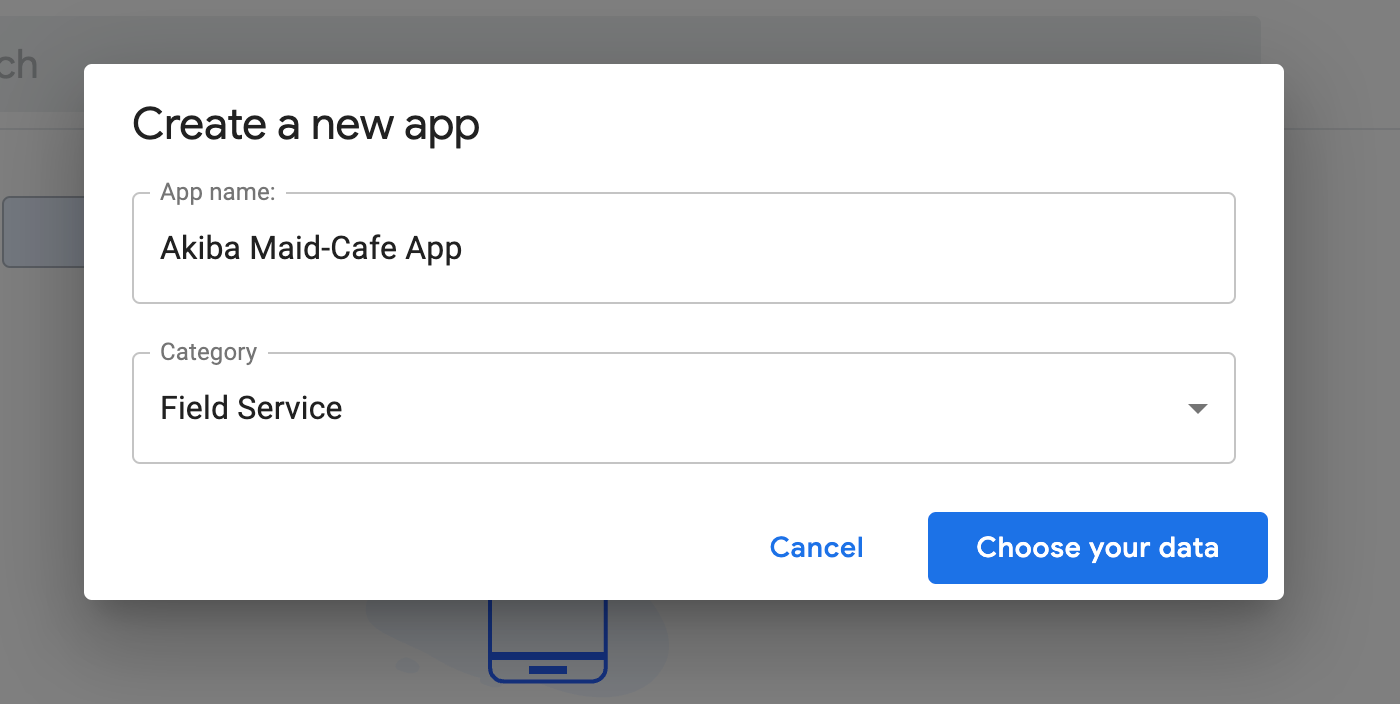 ch
Create a new app
App name:
Akiba Maid-Cafe App
Category
Field Service
Cancel
Choose your data